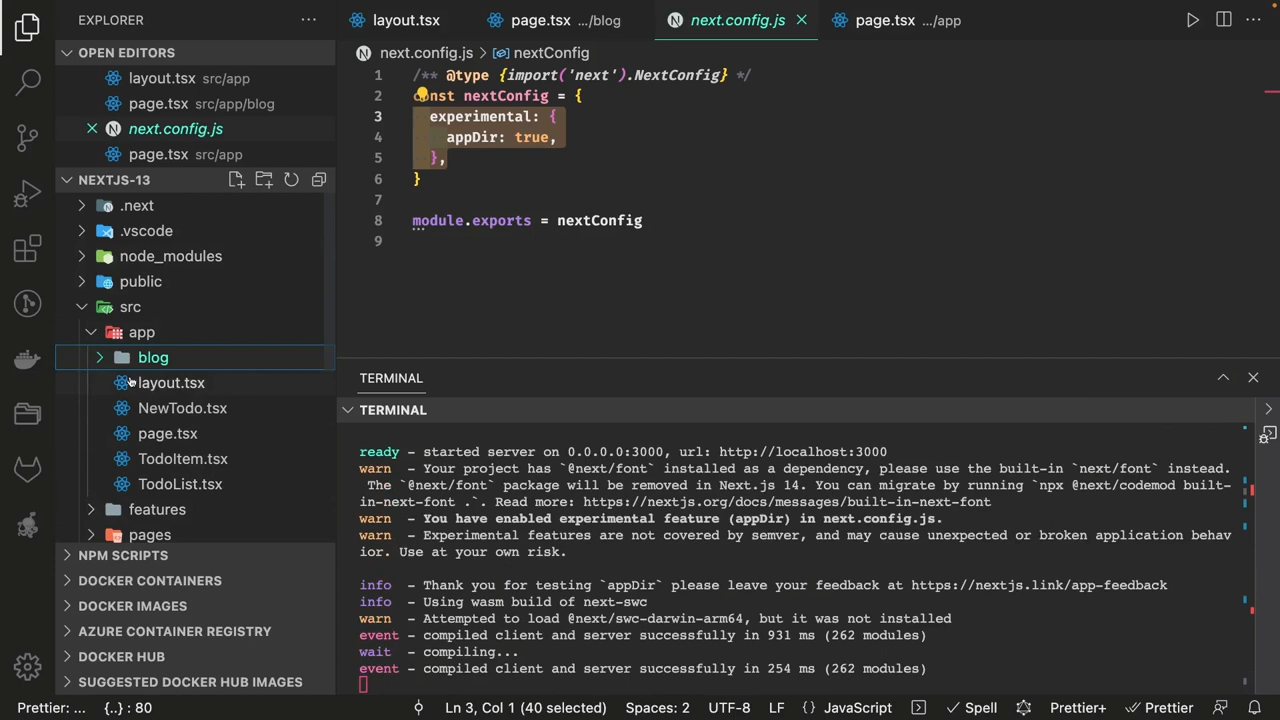 EXPLORER
OPEN EDITORS
layout.tsx src/app
page.tsx src/app/blog
next.config.js
page.tsx src/app
NEXTJS-13
.next
.vscode
node_modules
public
src
app
blog
layout.tsx
NewTodo.tsx
page.tsx
TodoItem.tsx
TodoList.tsx
features
pages
NPM SCRIPTS
DOCKER CONTAINERS
DOCKER IMAGES
AZURE CONTAINER REGISTRY
DOCKER HUB
SUGGESTED DOCKER HUB IMAGES
layout.tsx
page.tsx .../blog
next.config.js
page.tsx .../app
next.config.js > nextConfig
1 /** @type {import('next').NextConfig} */
2 const nextConfig = {
3 experimental: {
4 appDir: true,
5 },
6 }
7
8 module.exports = nextConfig
9
TERMINAL
TERMINAL
ready - started server on 0.0.0.0:3000, url: http://localhost:3000
warn - Your project has `@next/font` installed as a dependency, please use the built-in `next/font` instead.
The `@next/font` package will be removed in Next.js 14. You can migrate by running `npx @next/codemod built-
in-next-font .`. Read more: https://nextjs.org/docs/messages/built-in-next-font
warn - You have enabled experimental feature (appDir) in next.config.js.
warn - Experimental features are not covered by semver, and may cause unexpected or broken application behav
ior. Use at your own risk.
info - Thank you for testing `appDir` please leave your feedback at https://nextjs.link/app-feedback
info - Using wasm build of next-swc
warn - Attempted to load @next/swc-darwin-arm64, but it was not installed
event - compiled client and server successfully in 931 ms (262 modules)
wait - compiling...
event - compiled client and server successfully in 254 ms (262 modules)
Prettier: ... {..} : 80 Ln 3, Col 1 (40 selected) Spaces: 2 UTF-8 LF {} JavaScript Spell Prettier+ Prettier